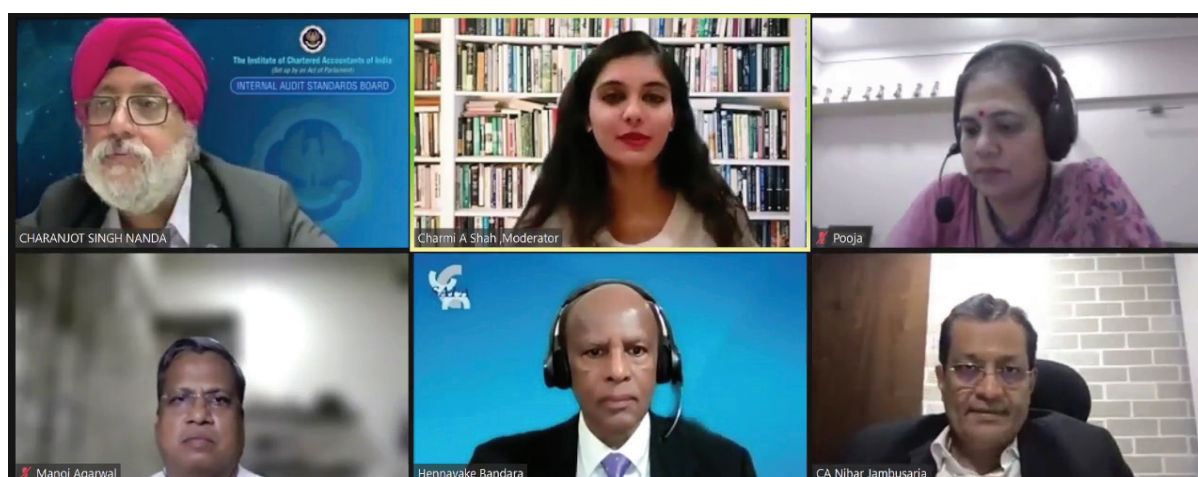 The Institute of Chartered Accountants of India
(Set up by an Act of Parliament)
INTERNAL AUDIT STANDARDS BOARD
CHARANJOT SINGH NANDA
Charmi A Shah ,Moderator
Pooja
Manoj Agarwal
Hennayake Bandara
CA Nihar Jambusaria